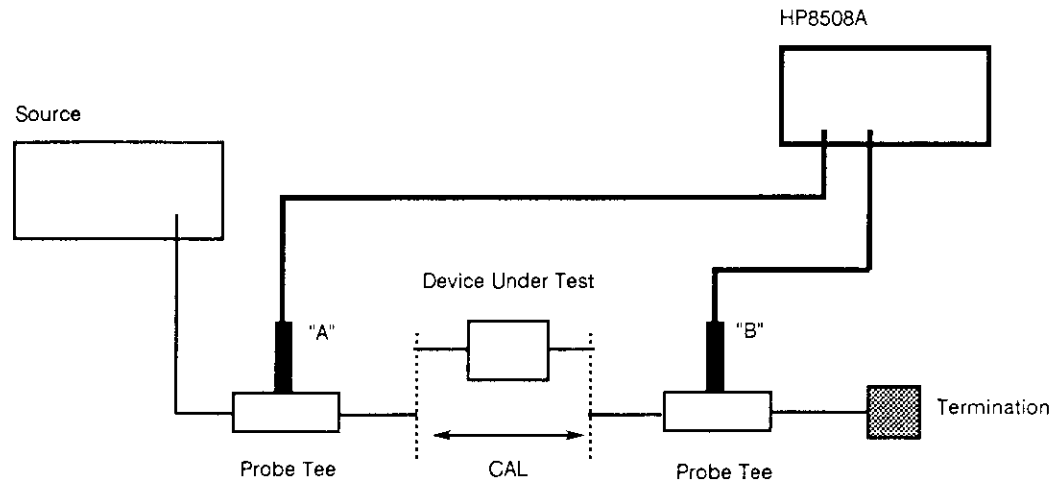 HP8508A
Source
Device Under Test
"A"
"B"
Termination
Probe Tee
CAL
Probe Tee